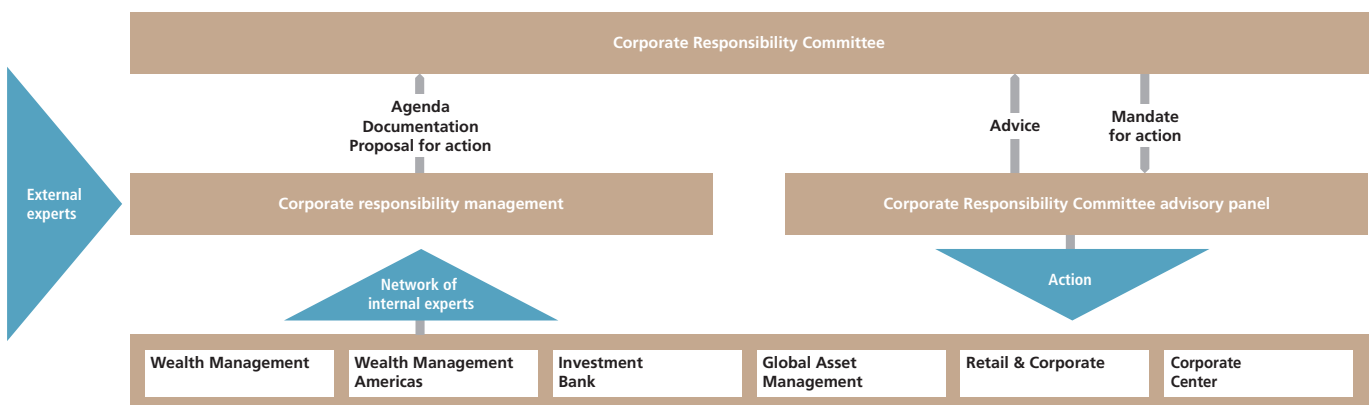 Corporate Responsibility Committee
Agenda
Documentation
Proposal for action
Advice
Mandate
for action
External
experts
Corporate responsibility management
Corporate Responsibility Committee advisory panel
Network of
internal experts
Action
Wealth Management
Wealth Management
Americas
Investment
Bank
Global Asset
Management
Retail & Corporate
Corporate
Center